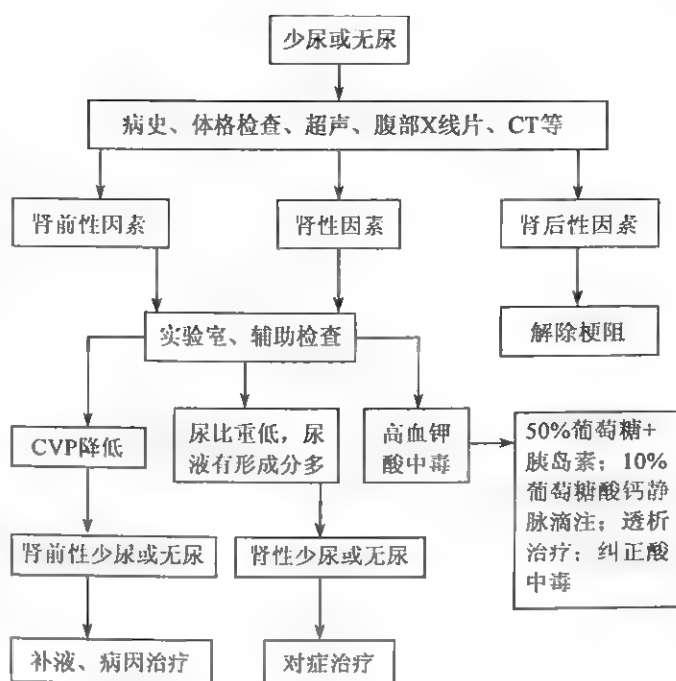 少尿或无尿
病史、体格检查、超声、腹部X线片、CT等
肾前性因素
肾性因素
肾后性因素
实验室、辅助检查
解除梗阻
CVP降低
尿比重低，尿
液有形成分多
高血钾
酸中毒
50%葡萄糖+
胰岛素；10%
葡萄糖酸钙静
脉滴注；透析
治疗；纠正酸
中毒
肾前性少尿或无尿
肾性少尿或无尿
补液、病因治疗
对症治疗